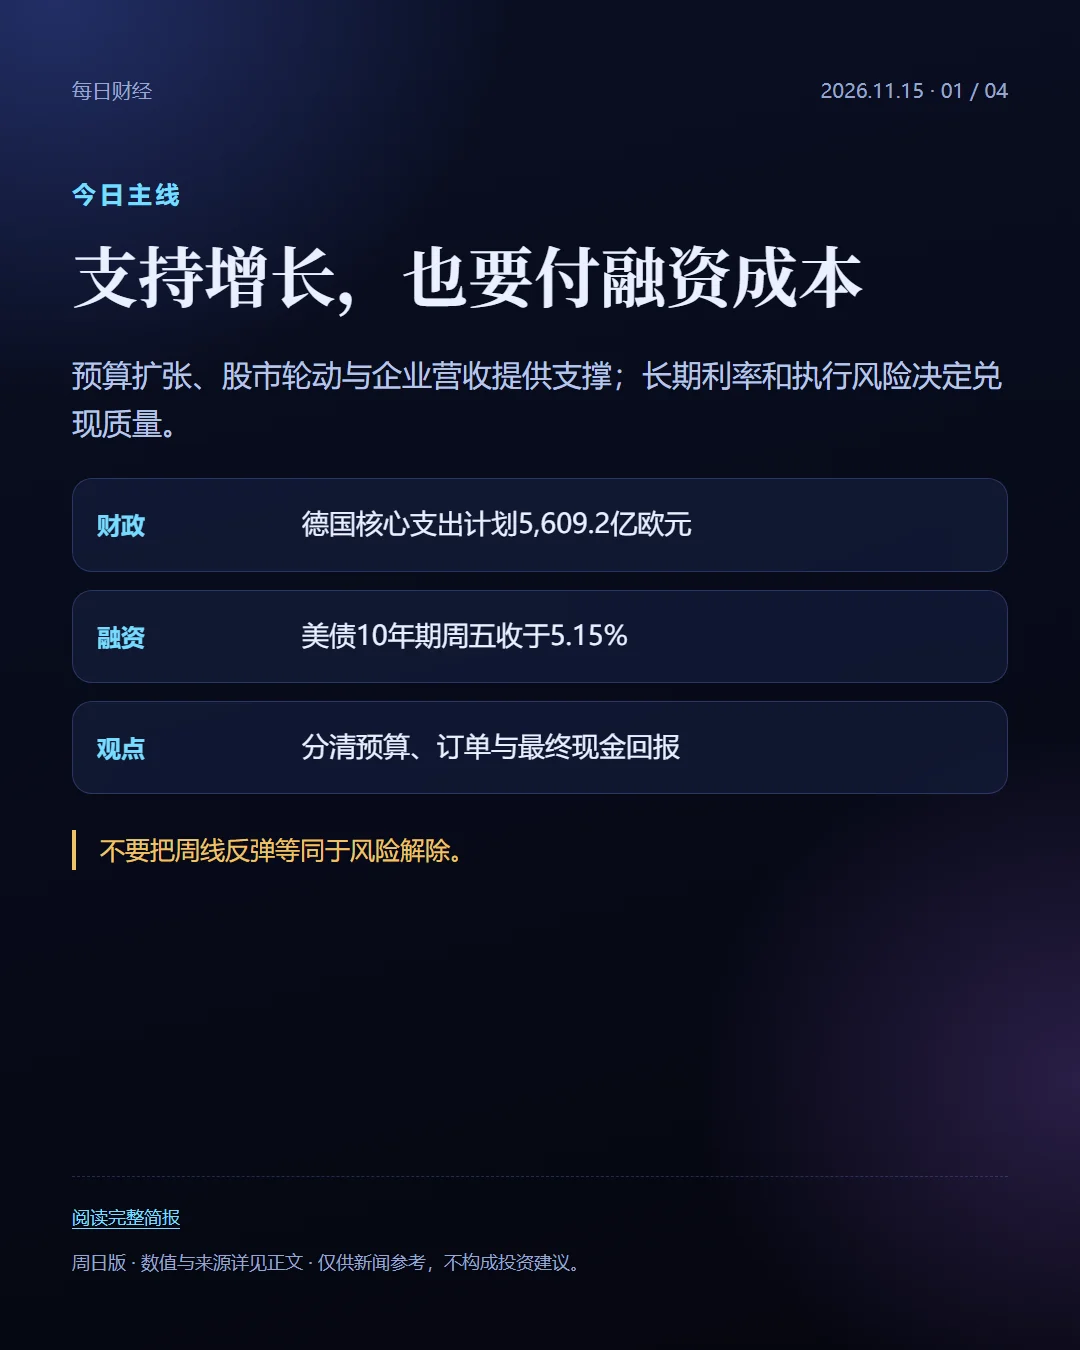 每日财经
2026.11.15 · 01 / 04
今日主线
支持增长，也要付融资成本
预算扩张、股市轮动与企业营收提供支撑；长期利率和执行风险决定兑
现质量。
财政 德国核心支出计划5,609.2亿欧元
融资 美债10年期周五收于5.15%
观点 分清预算、订单与最终现金回报
不要把周线反弹等同于风险解除。
阅读完整简报
周日版 · 数值与来源详见正文 · 仅供新闻参考，不构成投资建议。